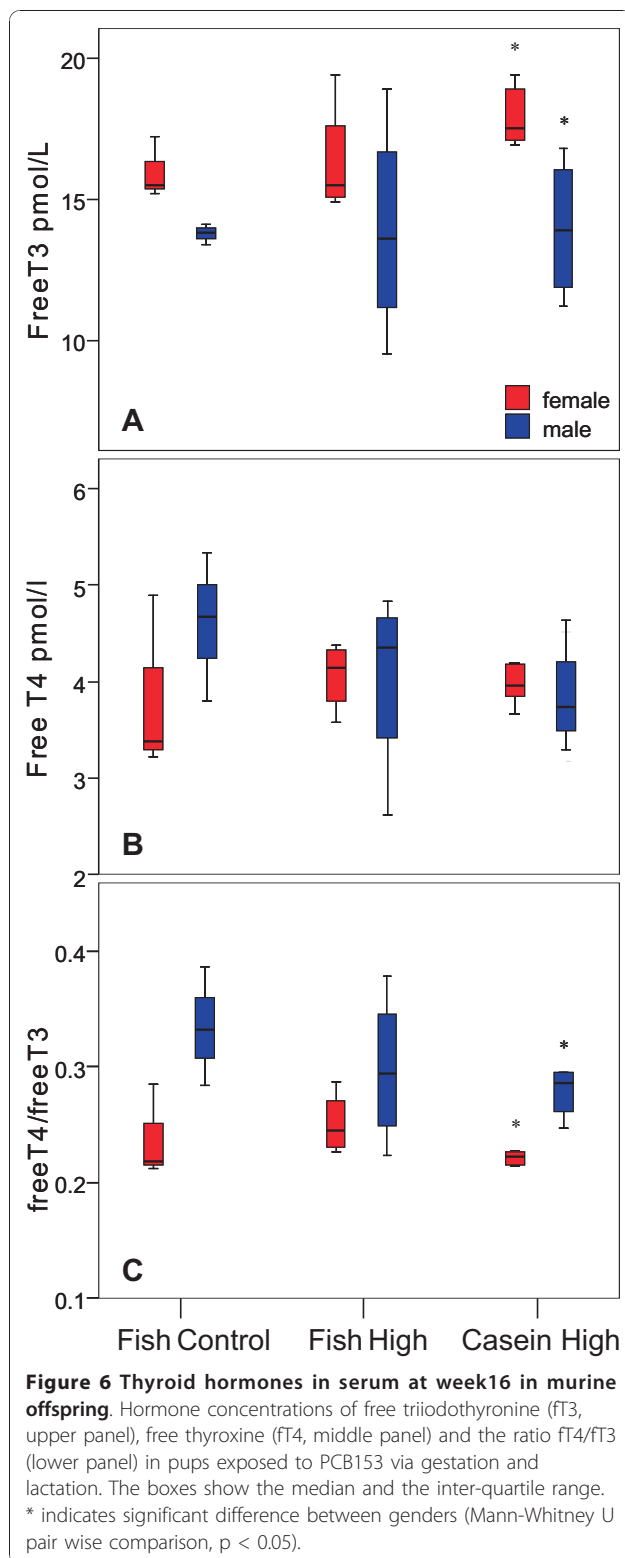 20
15
10
FreeT3 pmol/L
*
*
A
female
male
6
5
4
3
2
Free T4 pmol/l
B
0.4
0.3
0.2
0.1
freeT4/freeT3
*
*
C
Fish Control Fish High Casein High
Figure 6 Thyroid hormones in serum at week16 in murine
offspring. Hormone concentrations of free triiodothyronine (fT3,
upper panel), free thyroxine (fT4, middle panel) and the ratio fT4/fT3
(lower panel) in pups exposed to PCB153 via gestation and
lactation. The boxes show the median and the inter-quartile range.
* indicates significant difference between genders (Mann-Whitney U
pair wise comparison, p < 0.05).